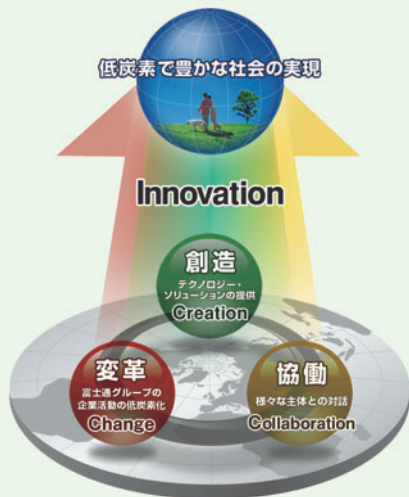 低炭素で豊かな社会の実現
Innovation
創造
テクノロジー・
ソリューションの提供
Creation
変革
富士通グループの
企業活動の低炭素化
Change
協働
様々な主体との対話
Collaboration